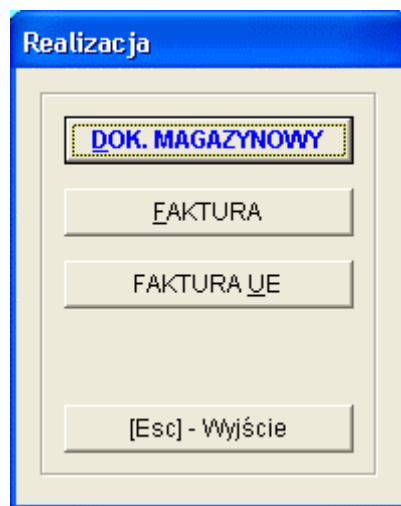 Realizacja
DOK. MAGAZYNOWY
FAKTURA
FAKTURA UE
[Esc] - Wyjście